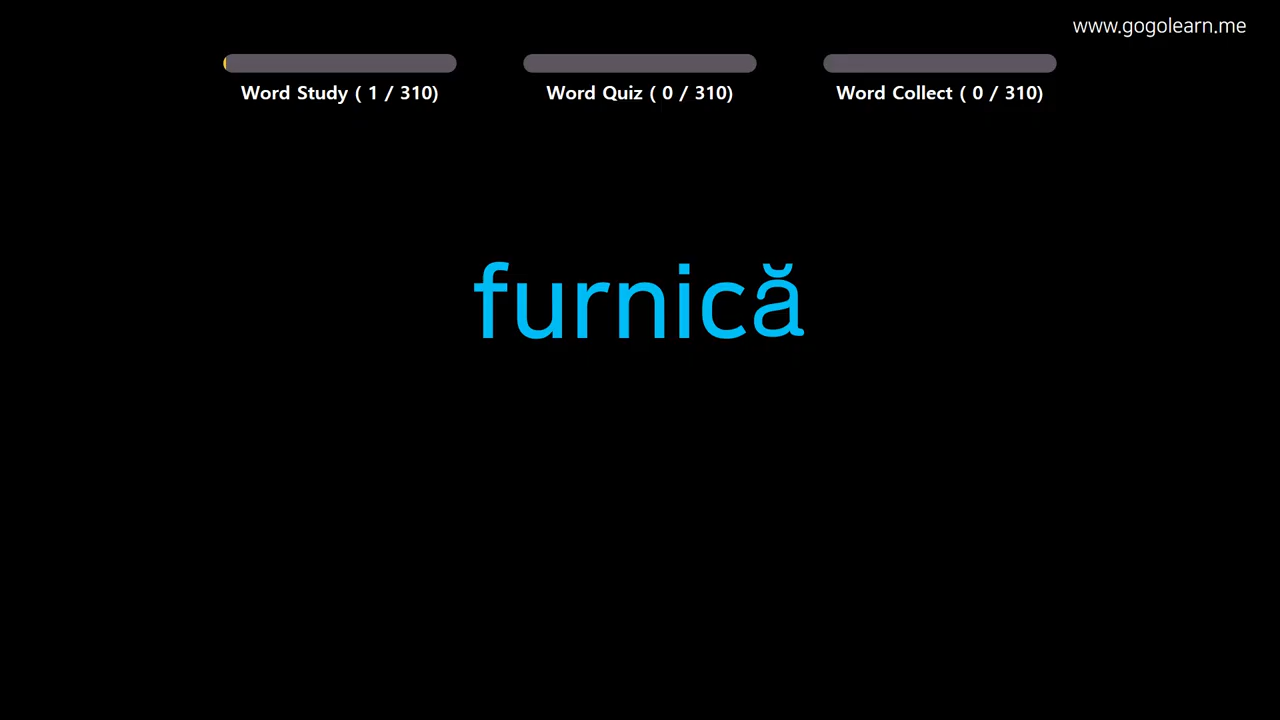 www.gogolearn.me
Word Study ( 1 / 310)
Word Quiz ( 0 / 310)
Word Collect ( 0 / 310)
furnică